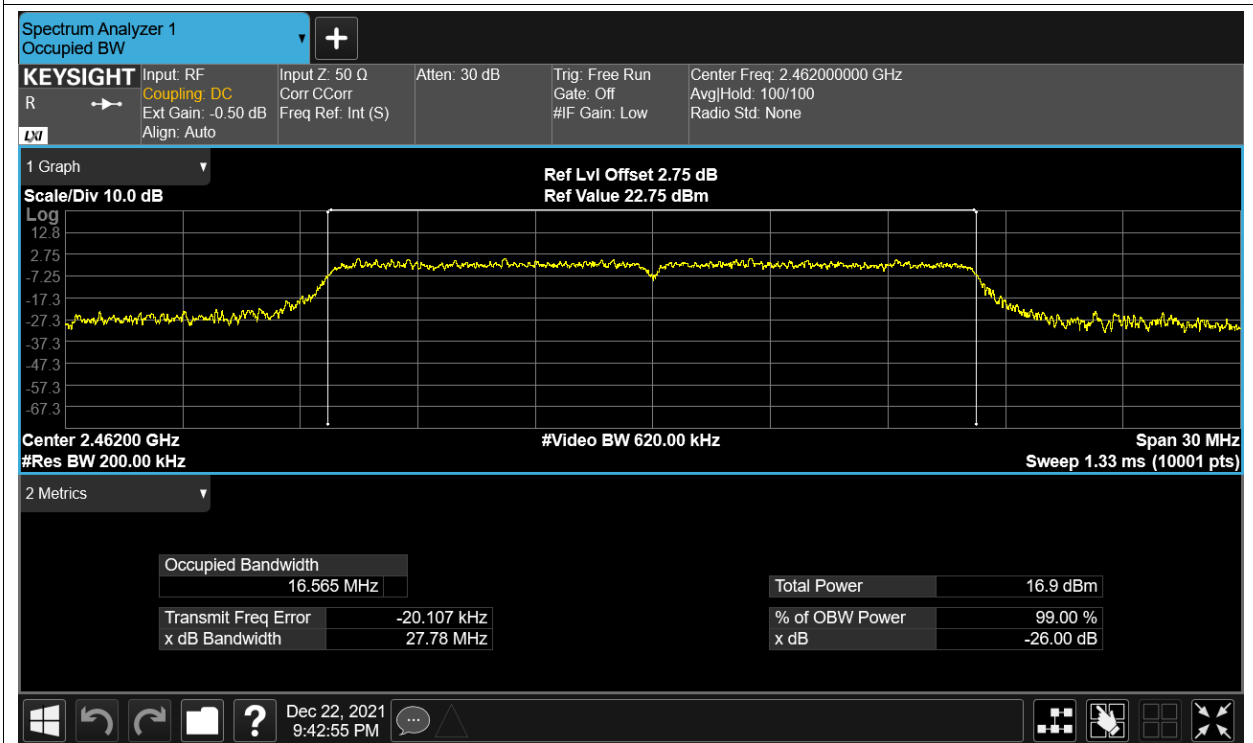 Spectrum Analyzer 1
Occupied BW
KEYSIGHT
R
LXI
Input: RF
Coupling: DC
Ext Gain: -0.50 dB
Align: Auto
Input Z: 50 Ω
Corr CCorr
Freq Ref: Int (S)
Atten: 30 dB
Trig: Free Run
Gate: Off
#IF Gain: Low
Center Freq: 2.462000000 GHz
Avg|Hold: 100/100
Radio Std: None
1 Graph
Scale/Div 10.0 dB
Ref Lvl Offset 2.75 dB
Ref Value 22.75 dBm
Log
12.8
2.75
-7.25
-17.3
-27.3
-37.3
-47.3
-57.3
-67.3
Center 2.46200 GHz
#Res BW 200.00 kHz
#Video BW 620.00 kHz
Span 30 MHz
Sweep 1.33 ms (10001 pts)
2 Metrics
Occupied Bandwidth
16.565 MHz
Transmit Freq Error -20.107 kHz
x dB Bandwidth 27.78 MHz
Total Power 16.9 dBm
% of OBW Power 99.00 %
x dB -26.00 dB
?
Dec 22, 2021
9:42:55 PM